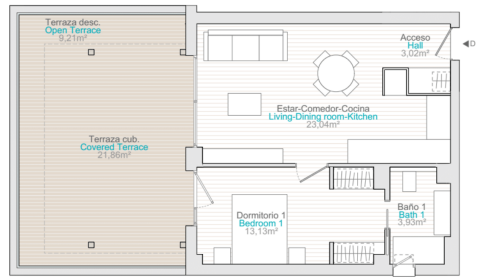 Terraza desc.
Open Terrace
9,21m²
Acceso
Hall
3,02m²
D
Estar-Comedor-Cocina
Living-Dining room-Kitchen
23,04m²
Terraza cub.
Covered Terrace
21,86m²
Dormitorio 1
Bedroom 1
13,13m²
Baño 1
Bath 1
3,93m²